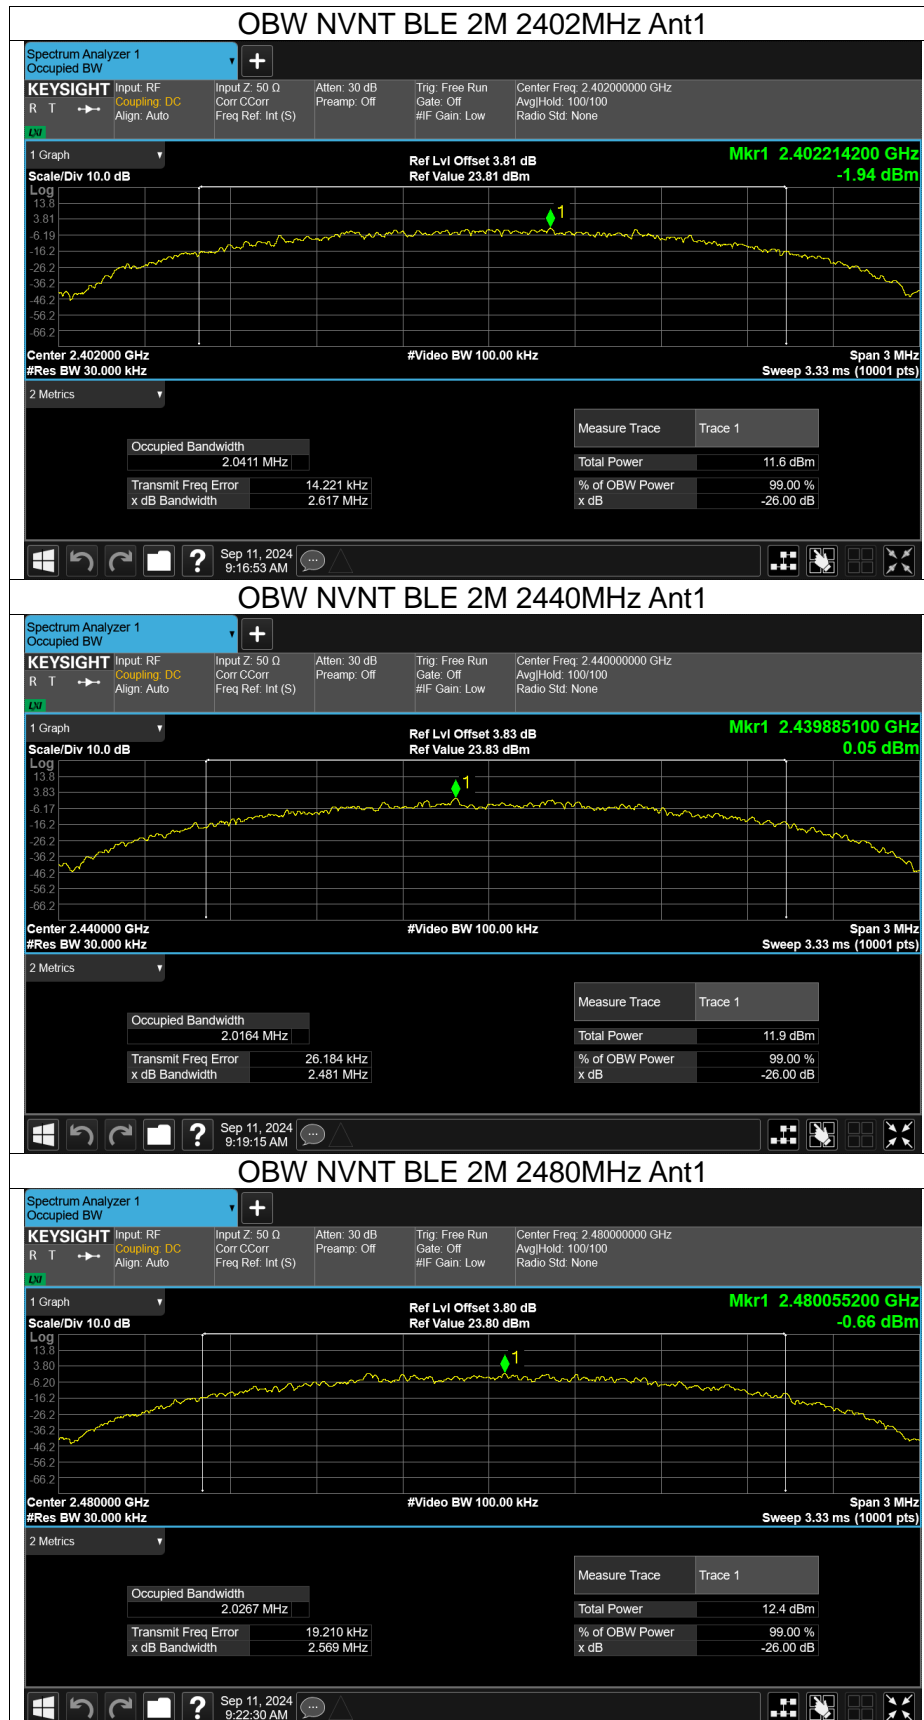 OBW NVNT BLE 2M 2402MHz Ant1
Spectrum Analyzer 1
Occupied BW
+
KEYSIGHT Input: RF Input Z: 50 Ω Atten: 30 dB Trig: Free Run Center Freq: 2.402000000 GHz
R T Coupling: DC Corr CCorr Preamp: Off Gate: Off Avg|Hold: 100/100
Align: Auto Freq Ref: Int (S) #IF Gain: Low Radio Std: None
LXI
1 Graph Ref Lvl Offset 3.81 dB Mkr1 2.402214200 GHz
Scale/Div 10.0 dB Ref Value 23.81 dBm -1.94 dBm
Log
13.8
3.81
-6.19
-16.2
-26.2
-36.2
-46.2
-56.2
-66.2
1
Center 2.402000 GHz #Video BW 100.00 kHz Span 3 MHz
#Res BW 30.000 kHz Sweep 3.33 ms (10001 pts)
2 Metrics
Measure Trace Trace 1
Occupied Bandwidth
2.0411 MHz Total Power 11.6 dBm
Transmit Freq Error 14.221 kHz % of OBW Power 99.00 %
x dB Bandwidth 2.617 MHz x dB -26.00 dB
? Sep 11, 2024
9:16:53 AM
OBW NVNT BLE 2M 2440MHz Ant1
Spectrum Analyzer 1
Occupied BW
+
KEYSIGHT Input: RF Input Z: 50 Ω Atten: 30 dB Trig: Free Run Center Freq: 2.440000000 GHz
R T Coupling: DC Corr CCorr Preamp: Off Gate: Off Avg|Hold: 100/100
Align: Auto Freq Ref: Int (S) #IF Gain: Low Radio Std: None
LXI
1 Graph Ref Lvl Offset 3.83 dB Mkr1 2.439885100 GHz
Scale/Div 10.0 dB Ref Value 23.83 dBm 0.05 dBm
Log
13.8
3.83
-6.17
-16.2
-26.2
-36.2
-46.2
-56.2
-66.2
1
Center 2.440000 GHz #Video BW 100.00 kHz Span 3 MHz
#Res BW 30.000 kHz Sweep 3.33 ms (10001 pts)
2 Metrics
Measure Trace Trace 1
Occupied Bandwidth
2.0164 MHz Total Power 11.9 dBm
Transmit Freq Error 26.184 kHz % of OBW Power 99.00 %
x dB Bandwidth 2.481 MHz x dB -26.00 dB
? Sep 11, 2024
9:19:15 AM
OBW NVNT BLE 2M 2480MHz Ant1
Spectrum Analyzer 1
Occupied BW
+
KEYSIGHT Input: RF Input Z: 50 Ω Atten: 30 dB Trig: Free Run Center Freq: 2.480000000 GHz
R T Coupling: DC Corr CCorr Preamp: Off Gate: Off Avg|Hold: 100/100
Align: Auto Freq Ref: Int (S) #IF Gain: Low Radio Std: None
LXI
1 Graph Ref Lvl Offset 3.80 dB Mkr1 2.480055200 GHz
Scale/Div 10.0 dB Ref Value 23.80 dBm -0.66 dBm
Log
13.8
3.80
-6.20
-16.2
-26.2
-36.2
-46.2
-56.2
-66.2
1
Center 2.480000 GHz #Video BW 100.00 kHz Span 3 MHz
#Res BW 30.000 kHz Sweep 3.33 ms (10001 pts)
2 Metrics
Measure Trace Trace 1
Occupied Bandwidth
2.0267 MHz Total Power 12.4 dBm
Transmit Freq Error 19.210 kHz % of OBW Power 99.00 %
x dB Bandwidth 2.569 MHz x dB -26.00 dB
? Sep 11, 2024
9:22:30 AM